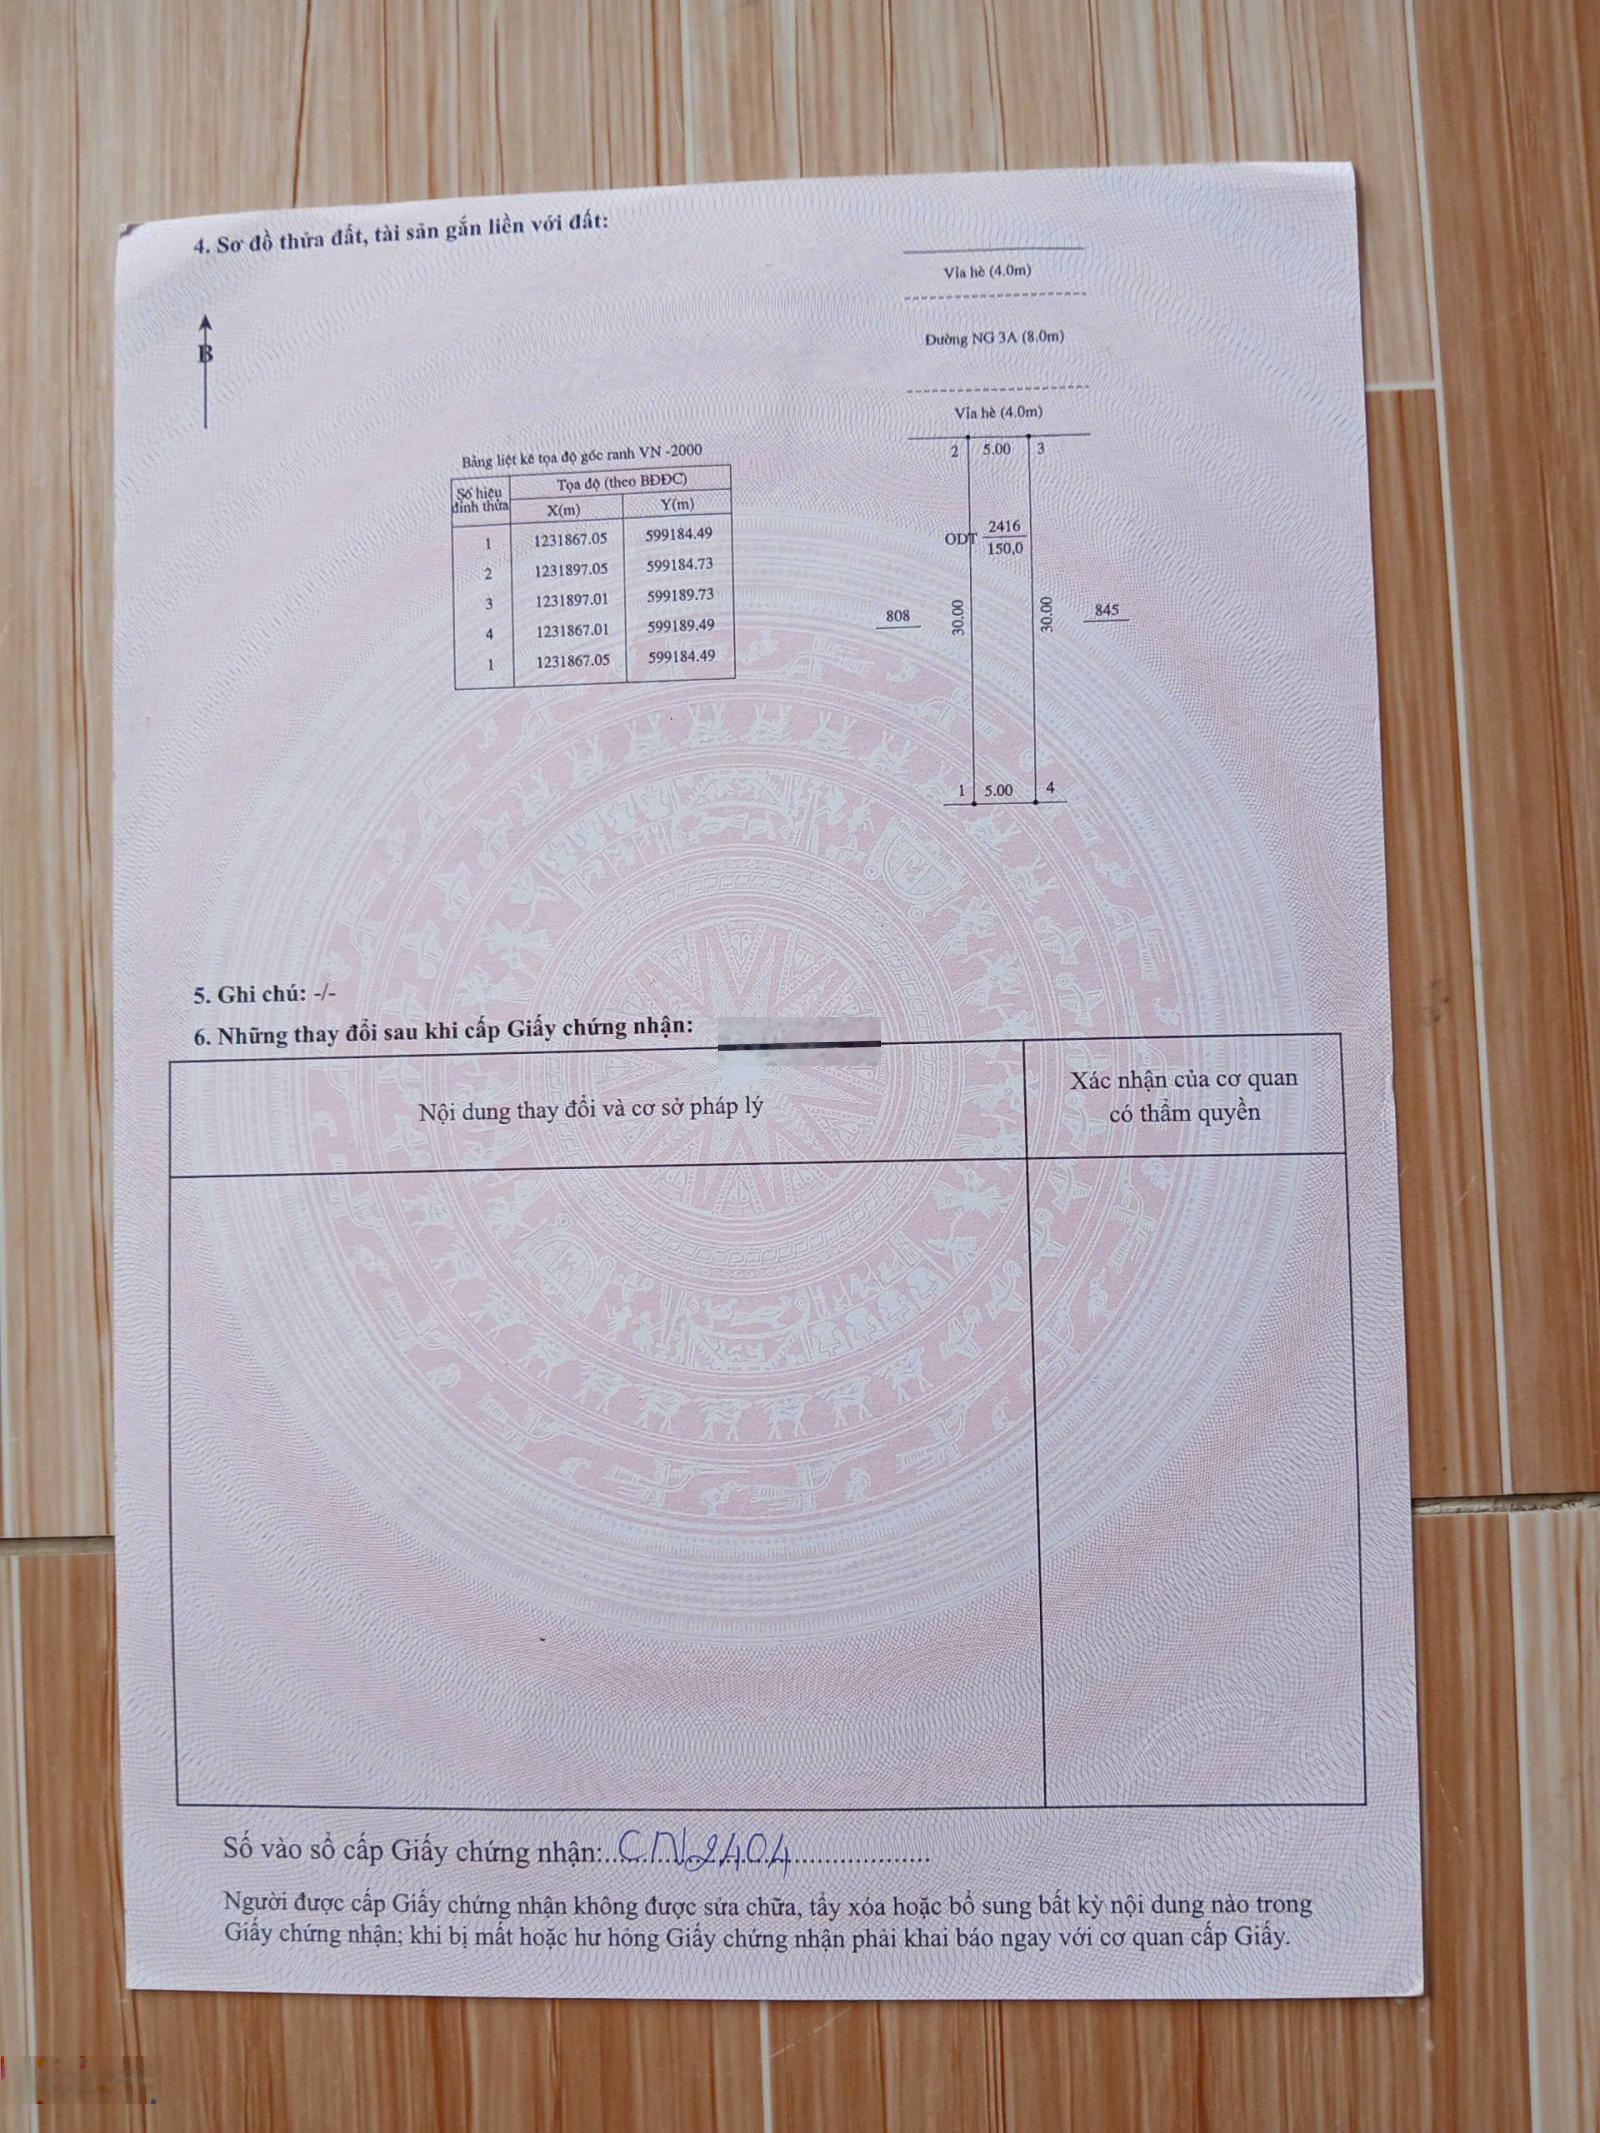 4. Sơ đồ thửa đất, tài sản gắn liền với đất:
Vỉa hè (4.0m)
Đường NG 3A (8.0m)
B
Vỉa hè (4.0m)
2 5.00 3
Bảng liệt kê tọa độ góc ranh VN -2000
Số hiệu đỉnh thửa
Tọa độ (theo BĐĐC)
X(m) Y(m)
1 1231867.05 599184.49
2 1231897.05 599184.73
3 1231897.01 599189.73
4 1231867.01 599189.49
1 1231867.05 599184.49
ODT 2416
150,0
808 30.00 30.00 845
1 5.00 4
5. Ghi chú: -/-
6. Những thay đổi sau khi cấp Giấy chứng nhận:
Nội dung thay đổi và cơ sở pháp lý
Xác nhận của cơ quan
có thẩm quyền
Số vào sổ cấp Giấy chứng nhận:..CN2404....................
Người được cấp Giấy chứng nhận không được sửa chữa, tẩy xóa hoặc bổ sung bất kỳ nội dung nào trong
Giấy chứng nhận; khi bị mất hoặc hư hỏng Giấy chứng nhận phải khai báo ngay với cơ quan cấp Giấy.